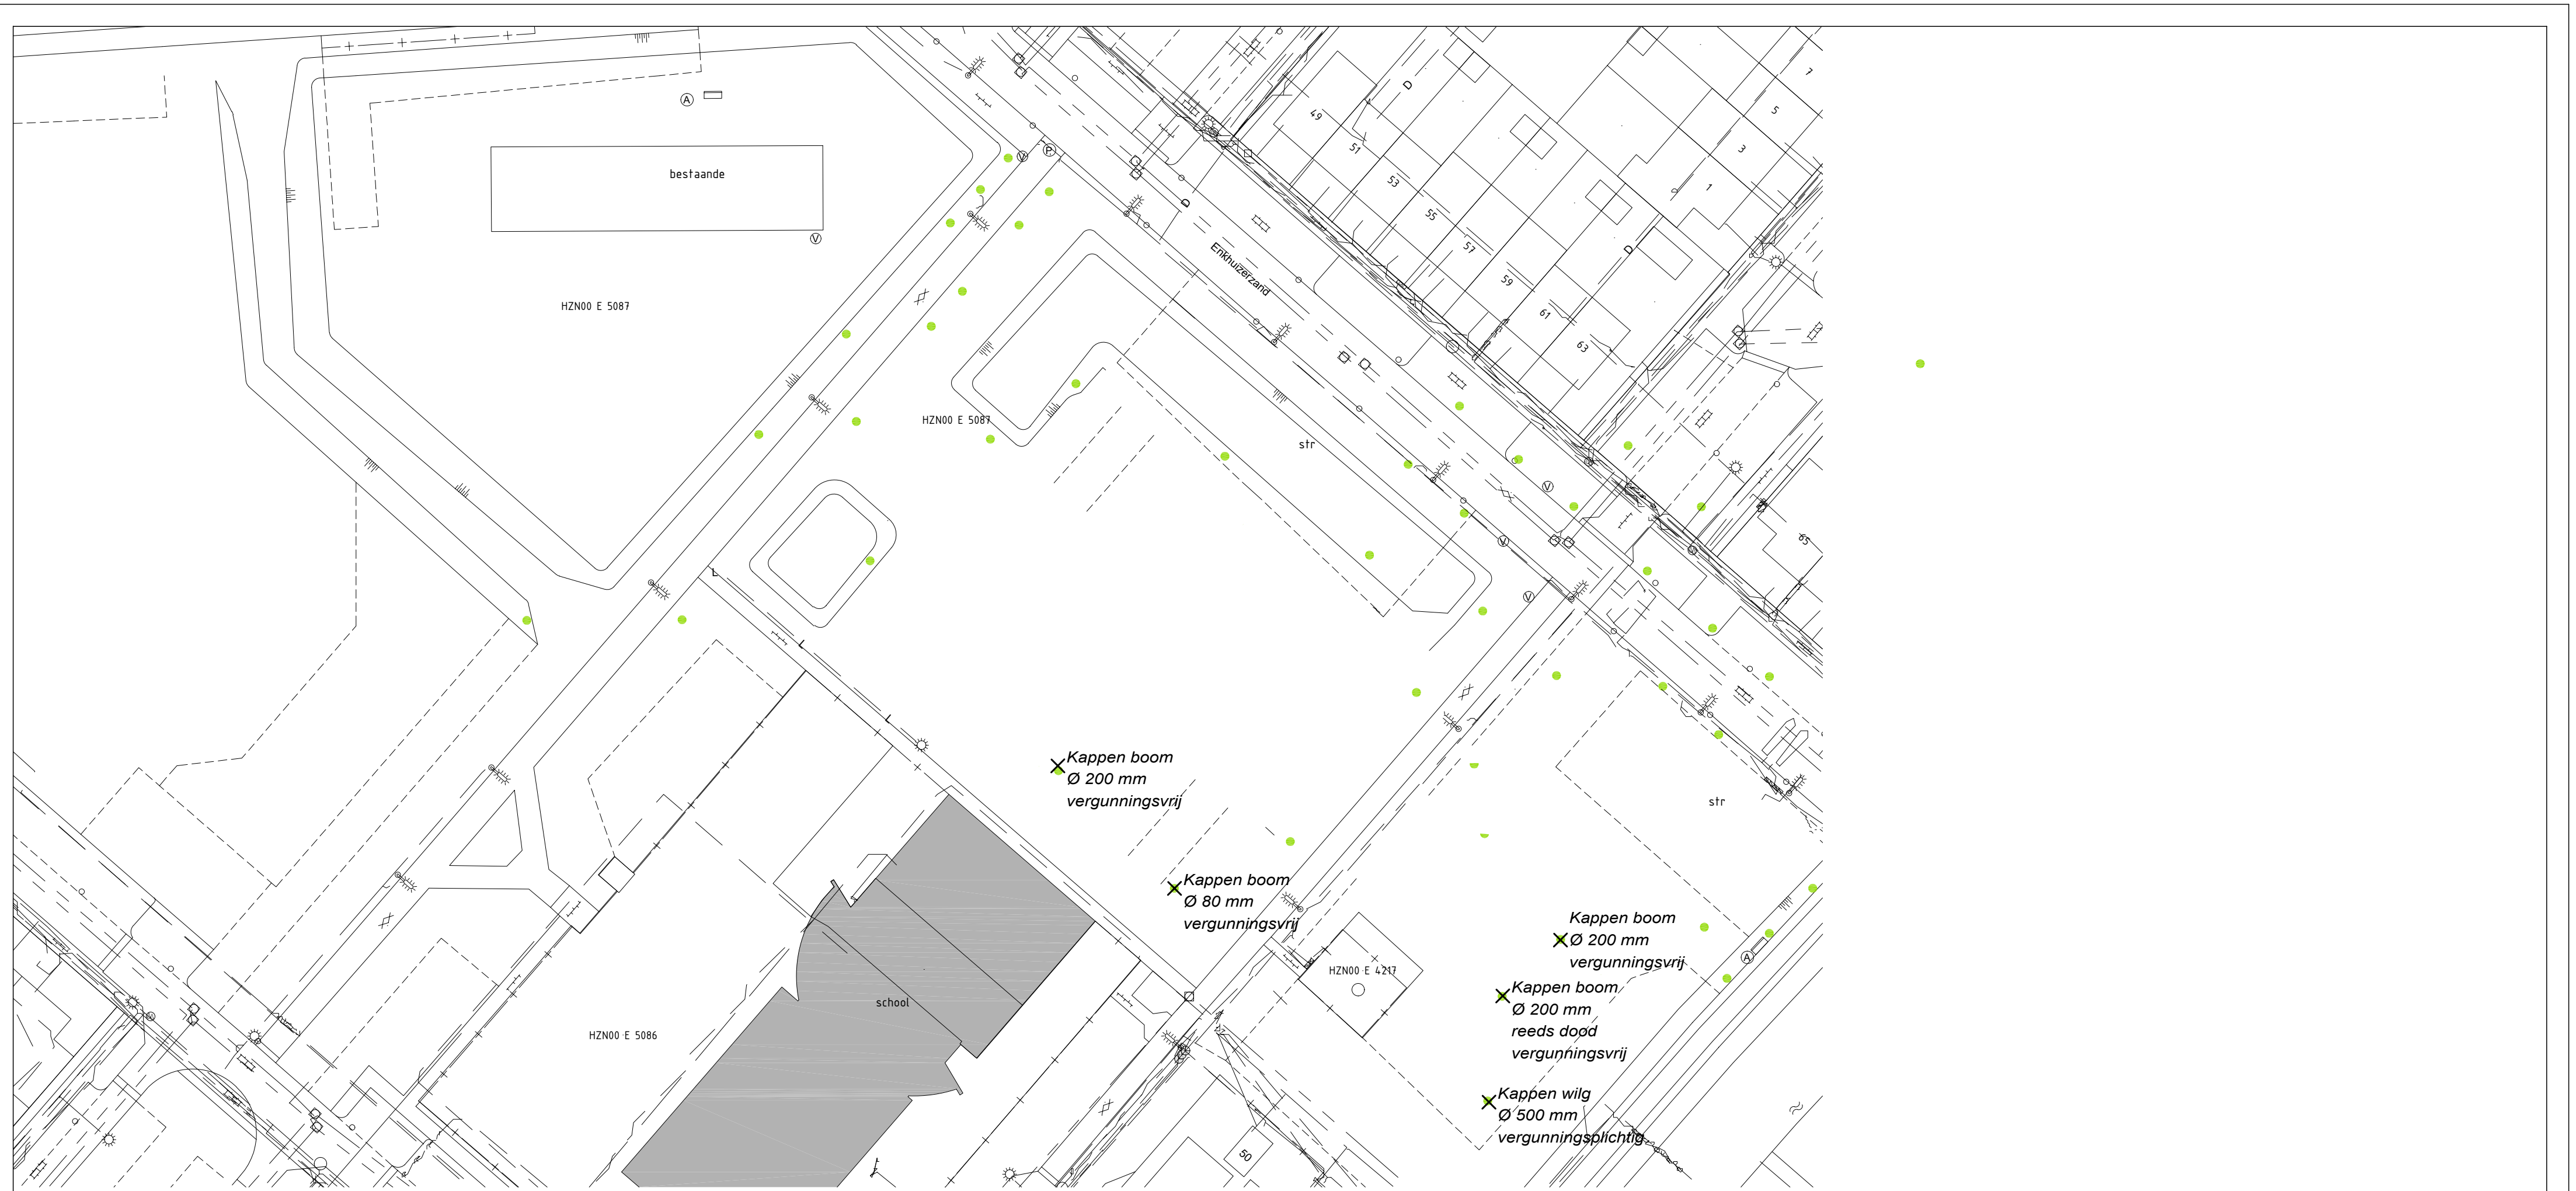 A
bestaande
V
HZN00 E 5087
V
P
D
Enkhuizerzand
D
D
49
51
53
55
57
59
61
63
7
5
3
1
65
HZN00 E 5087
str
V
V
V
L
L
L
Kappen boom
Ø 200 mm
vergunningsvrij
Kappen boom
Ø 80 mm
vergunningsvrij
str
Kappen boom
Ø 200 mm
vergunningsvrij
A
Kappen boom
Ø 200 mm
reeds dood
vergunningsvrij
Kappen wilg
Ø 500 mm
vergunningsplichtig
HZN00 E 4217
school
HZN00 E 5086
50